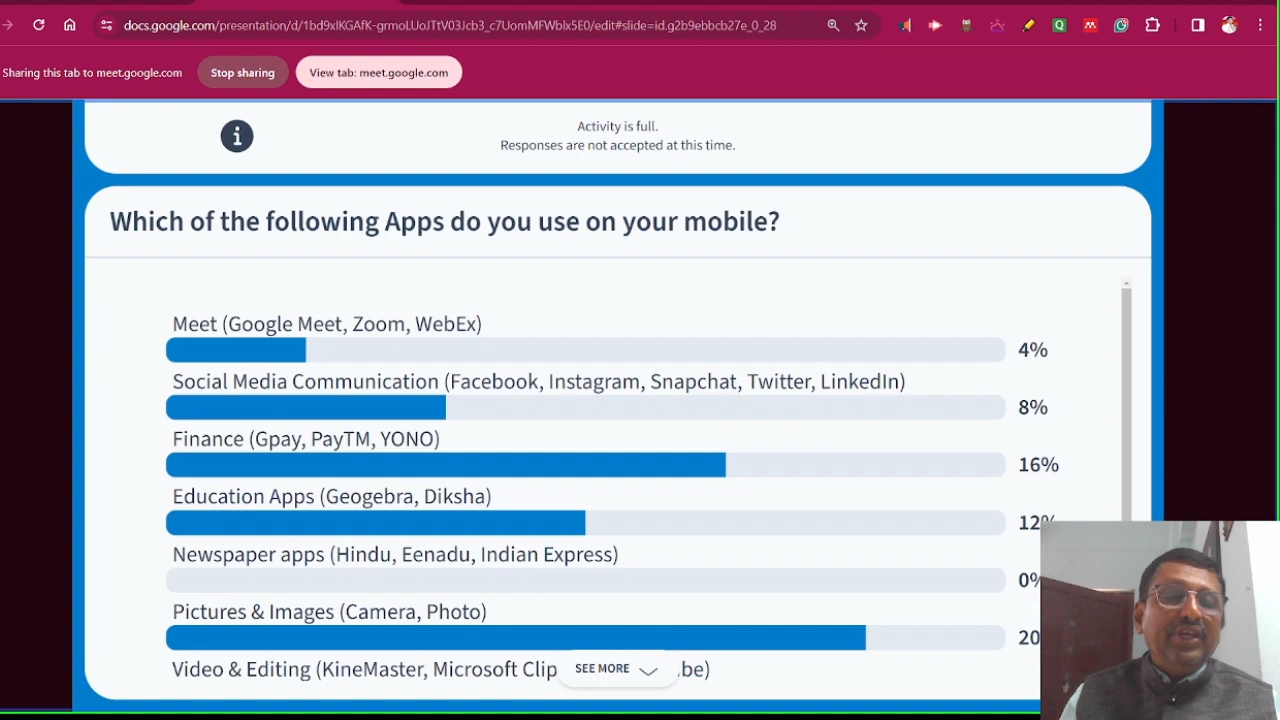 docs.google.com/presentation/d/1bd9xlKGAfK-grmoLUoJTtV03Jcb3_c7UomMFWblx5E0/edit#slide=id.g2b9ebbcb27e_0_28
Sharing this tab to meet.google.com
Stop sharing
View tab: meet.google.com
Activity is full.
Responses are not accepted at this time.
Which of the following Apps do you use on your mobile?
Meet (Google Meet, Zoom, WebEx)
4%
Social Media Communication (Facebook, Instagram, Snapchat, Twitter, LinkedIn)
8%
Finance (Gpay, PayTM, YONO)
16%
Education Apps (Geogebra, Diksha)
12%
Newspaper apps (Hindu, Eenadu, Indian Express)
0%
Pictures & Images (Camera, Photo)
20
Video & Editing (KineMaster, Microsoft Clip be)
SEE MORE